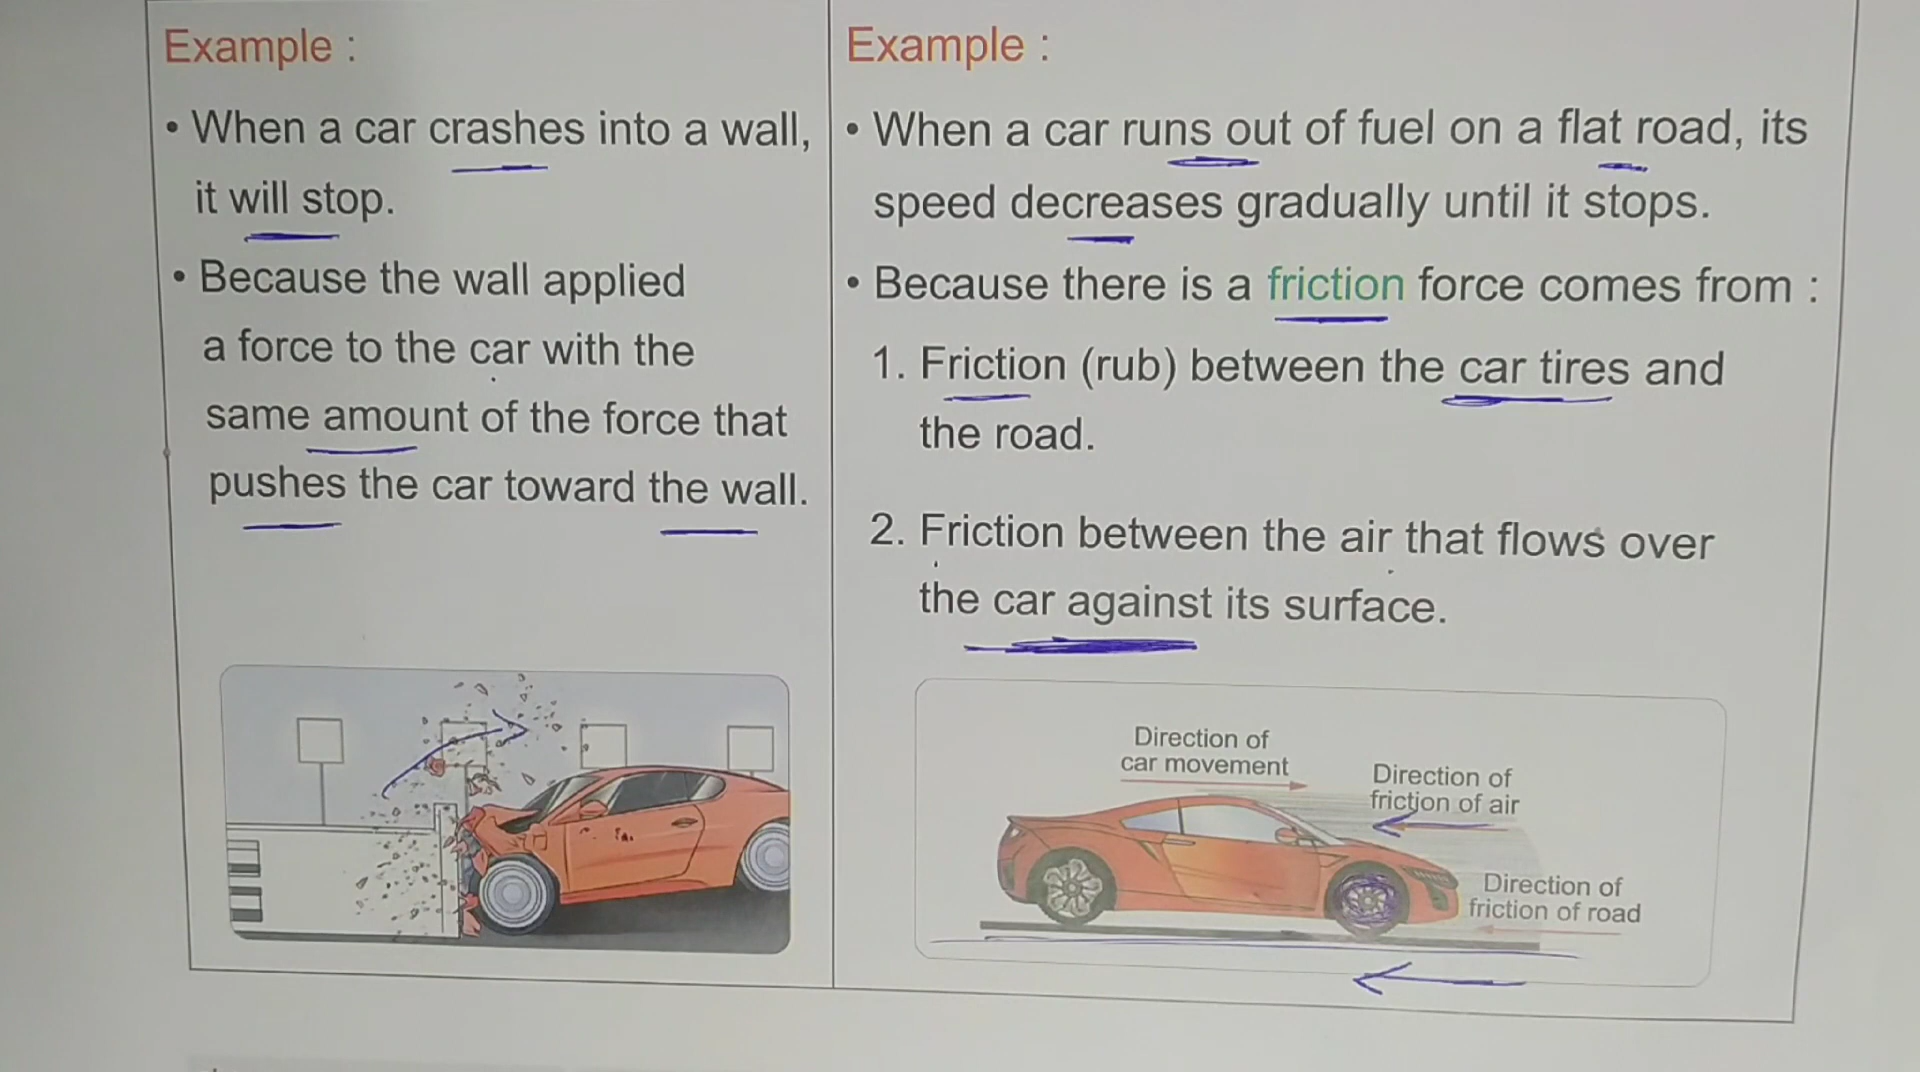 Example :
• When a car crashes into a wall,
it will stop.
• Because the wall applied
a force to the car with the
same amount of the force that
pushes the car toward the wall.
Example :
• When a car runs out of fuel on a flat road, its
speed decreases gradually until it stops.
• Because there is a friction force comes from :
1. Friction (rub) between the car tires and
the road.
2. Friction between the air that flows over
the car against its surface.
Direction of
car movement
Direction of
friction of air
Direction of
friction of road